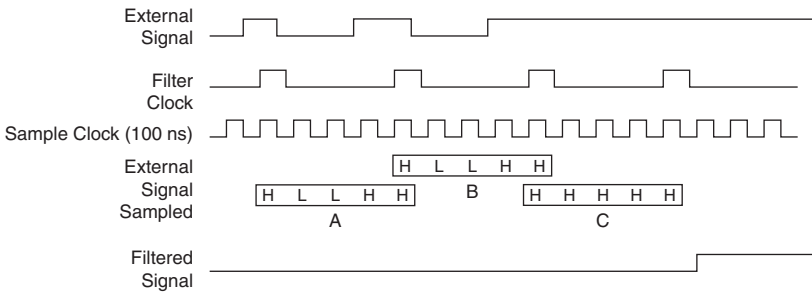 External
Signal
Filter
Clock
Sample Clock (100 ns)
External
Signal
Sampled
H L L H H
B
H L L H H
A
H H H H H
C
Filtered
Signal